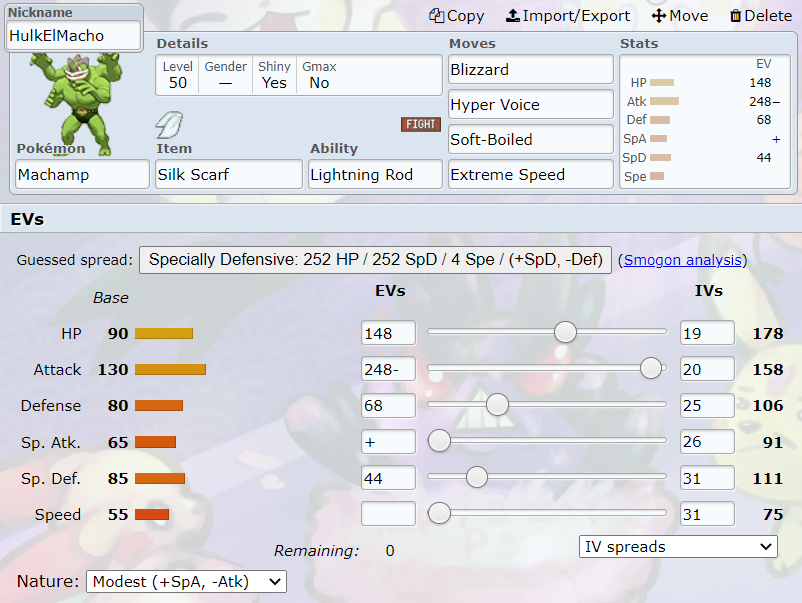 Nickname
HulkElMacho
Copy Import/Export Move Delete
Details
Level Gender Shiny Gmax
50 — Yes No
FIGHT
Pokémon Item Ability
Machamp Silk Scarf Lightning Rod
Moves
Blizzard
Hyper Voice
Soft-Boiled
Extreme Speed
Stats
EV
HP 148
Atk 248−
Def 68
SpA +
SpD 44
Spe
EVs
Guessed spread: Specially Defensive: 252 HP / 252 SpD / 4 Spe / (+SpD, -Def) (Smogon analysis)
Base EVs IVs
HP 90 148 19 178
Attack 130 248- 20 158
Defense 80 68 25 106
Sp. Atk. 65 + 26 91
Sp. Def. 85 44 31 111
Speed 55 31 75
Remaining: 0 IV spreads
Nature: Modest (+SpA, -Atk)